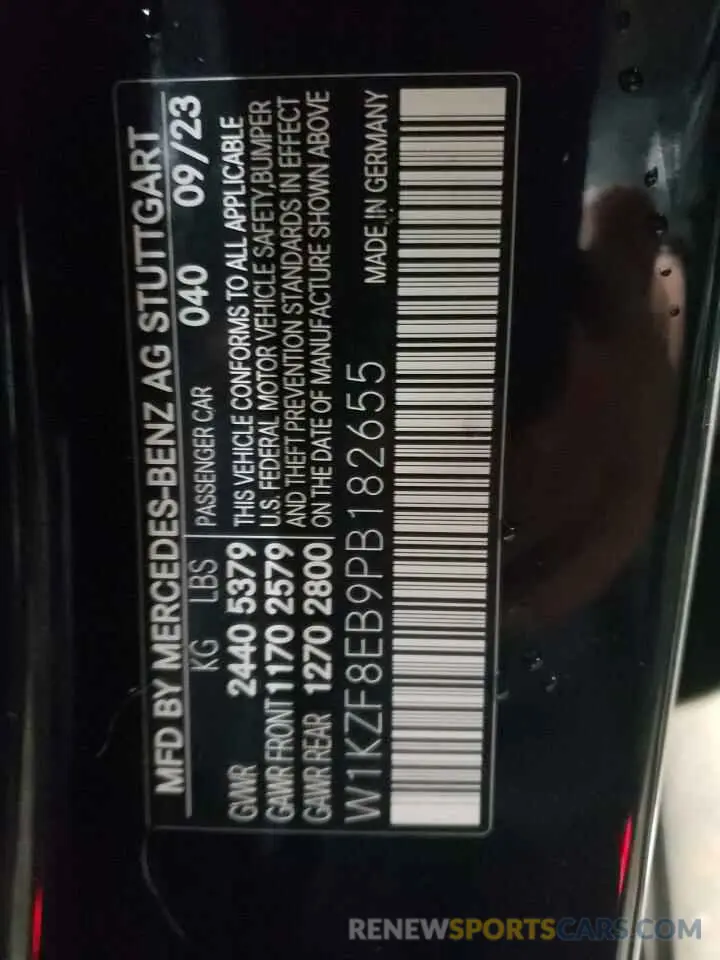 MFD BY MERCEDES-BENZ AG STUTTGART
KG LBS PASSENGER CAR 040 09/23
GVWR 2440 5379 THIS VEHICLE CONFORMS TO ALL APPLICABLE
U.S. FEDERAL MOTOR VEHICLE SAFETY,BUMPER
GAWR FRONT 1170 2579 AND THEFT PREVENTION STANDARDS IN EFFECT
GAWR REAR 1270 2800 ON THE DATE OF MANUFACTURE SHOWN ABOVE
W1KZF8EB9PB182655 MADE IN GERMANY
RENEWSPORTSCARS.COM